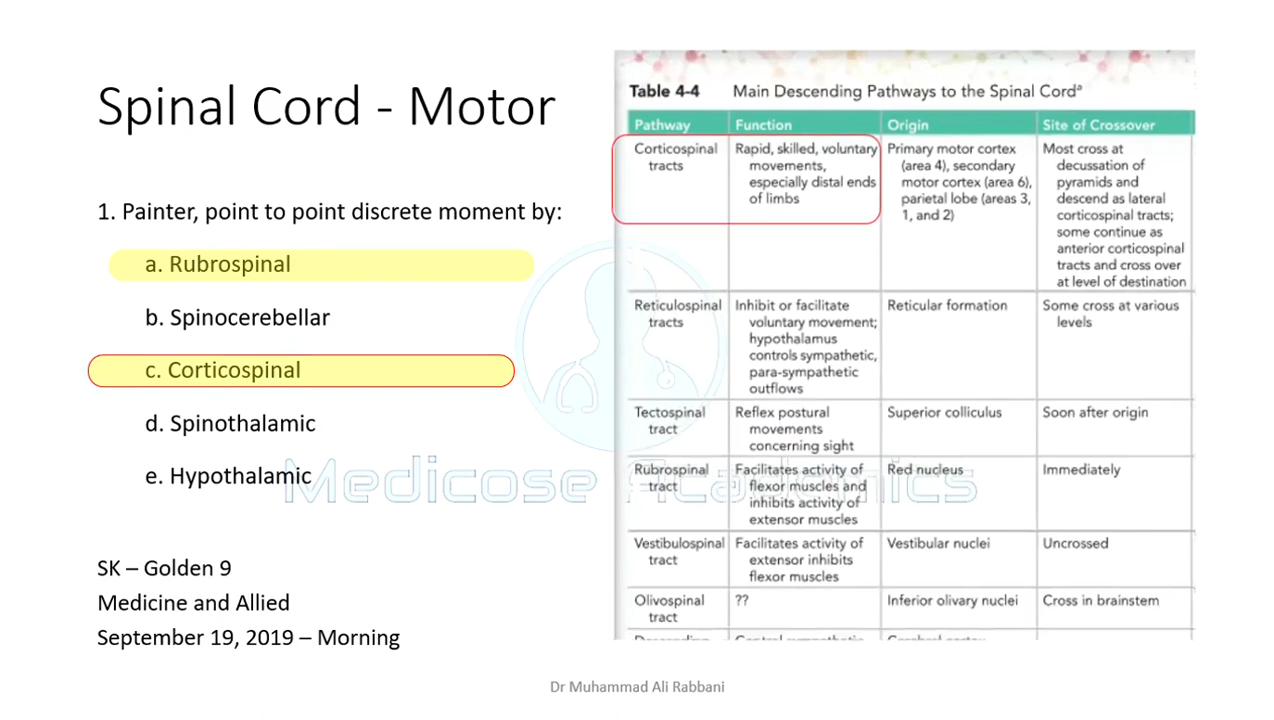 Spinal Cord - Motor
1. Painter, point to point discrete moment by:
a. Rubrospinal
b. Spinocerebellar
c. Corticospinal
d. Spinothalamic
e. Hypothalamic
SK – Golden 9
Medicine and Allied
September 19, 2019 – Morning
Table 4-4 Main Descending Pathways to the Spinal Cordᵃ
Pathway Function Origin Site of Crossover
Corticospinal Rapid, skilled, voluntary Primary motor cortex Most cross at
tracts movements, (area 4), secondary decussation of
especially distal ends motor cortex (area 6), pyramids and
of limbs parietal lobe (areas 3, descend as lateral
1, and 2) corticospinal tracts;
some continue as
anterior corticospinal
tracts and cross over
at level of destination
Reticulospinal Inhibit or facilitate Reticular formation Some cross at various
tracts voluntary movement; levels
hypothalamus
controls sympathetic,
para-sympathetic
outflows
Tectospinal Reflex postural Superior colliculus Soon after origin
tract movements
concerning sight
Rubrospinal Facilitates activity of Red nucleus Immediately
tract flexor muscles and
inhibits activity of
extensor muscles
Vestibulospinal Facilitates activity of Vestibular nuclei Uncrossed
tract extensor inhibits
flexor muscles
Olivospinal ?? Inferior olivary nuclei Cross in brainstem
tract
Medicose Academics
Dr Muhammad Ali Rabbani